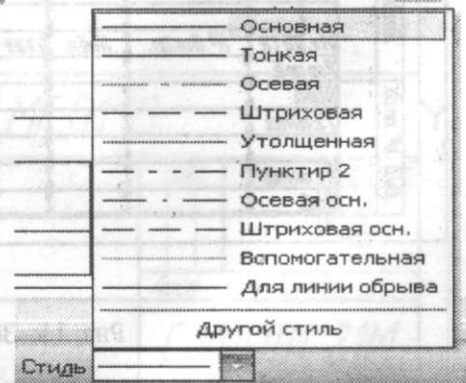 Основная
Тонкая
Осевая
Штриховая
Утолщенная
Пунктир 2
Осевая осн.
Штриховая осн.
Вспомогательная
Для линии обрыва
Другой стиль
Стиль